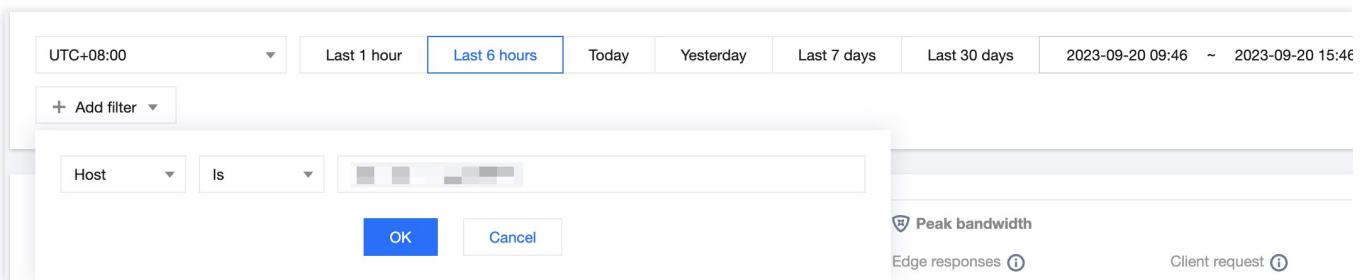 UTC+08:00 Last 1 hour Last 6 hours Today Yesterday Last 7 days Last 30 days 2023-09-20 09:46 ~ 2023-09-20 15:46
+ Add filter
Host Is
OK Cancel
Peak bandwidth
Edge responses Client request